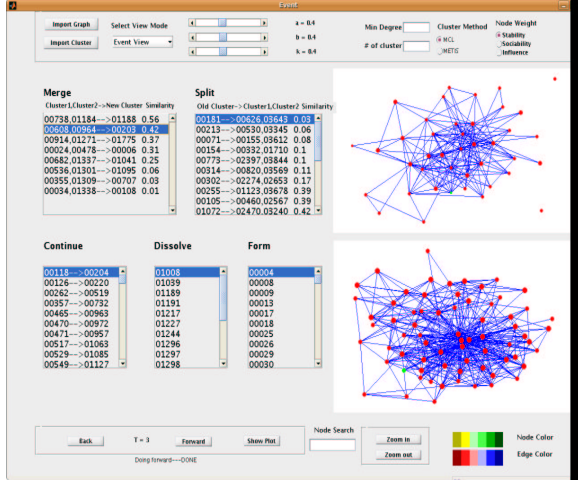 Event
Import Graph
Select View Mode
a = 0.4
Min Degree
Cluster Method
Node Weight
Import Cluster
Event View
b = 0.4
# of cluster
MCL
METIS
Stability
Sociability
Influence
k = 0.4
Merge
Cluster1,Cluster2->New Cluster Similarity
00738,01184-->01188 0.56
00608,00964-->00203 0.42
00914,01271-->01775 0.37
00024,00478-->00006 0.31
00682,01337-->01041 0.25
00536,01301-->01095 0.06
00355,01309-->00707 0.03
00034,01338-->00108 0.01
Split
Old Cluster->Cluster1,Cluster2 Similarity
00181-->00626,03643 0.03
00213-->00530,03345 0.06
00071-->00155,03612 0.08
00154-->00332,01710 0.1
00773-->02397,03844 0.1
00314-->00820,03569 0.11
00302-->02274,02653 0.17
00255-->01123,03678 0.39
00105-->00460,02567 0.39
01072-->02470,03240 0.42
Continue
00118-->00204
00126-->00220
00262-->00519
00357-->00732
00465-->00963
00470-->00972
00471-->00957
00517-->01063
00529-->01085
00549-->01127
Dissolve
01008
01039
01189
01191
01217
01227
01244
01296
01297
01298
Form
00004
00008
00009
00013
00017
00018
00025
00026
00029
00030
Back
T = 3
Forward
Show Plot
Doing forward---DONE
Node Search
Zoom in
Zoom out
Node Color
Edge Color